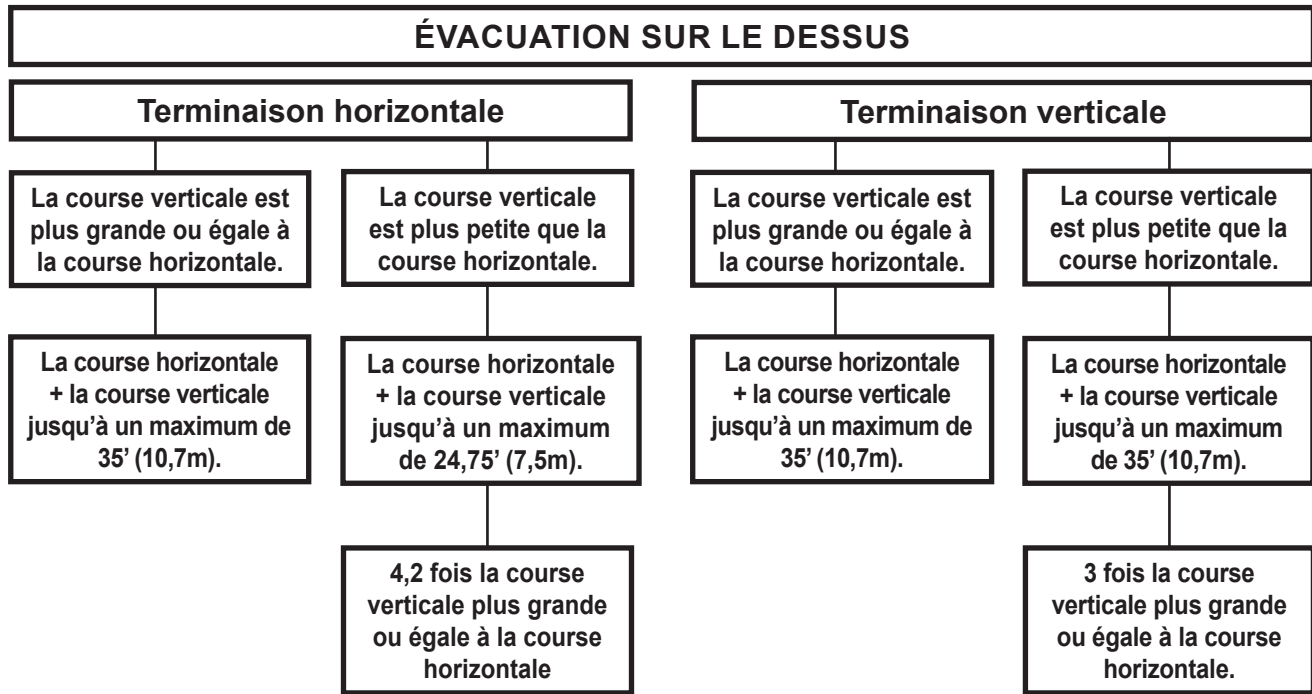 ÉVACUATION SUR LE DESSUS
Terminaison horizontale
La course verticale est
plus grande ou égale à
la course horizontale.
La course horizontale
+ la course verticale
jusqu’à un maximum de
35’ (10,7m).
La course verticale
est plus petite que la
course horizontale.
La course horizontale
+ la course verticale
jusqu’à un maximum
de 24,75’ (7,5m).
4,2 fois la course
verticale plus grande
ou égale à la course
horizontale
Terminaison verticale
La course verticale est
plus grande ou égale à
la course horizontale.
La course horizontale
+ la course verticale
jusqu’à un maximum de
35’ (10,7m).
La course verticale
est plus petite que la
course horizontale.
La course horizontale
+ la course verticale
jusqu’à un maximum
de 35’ (10,7m).
3 fois la course
verticale plus grande
ou égale à la course
horizontale.